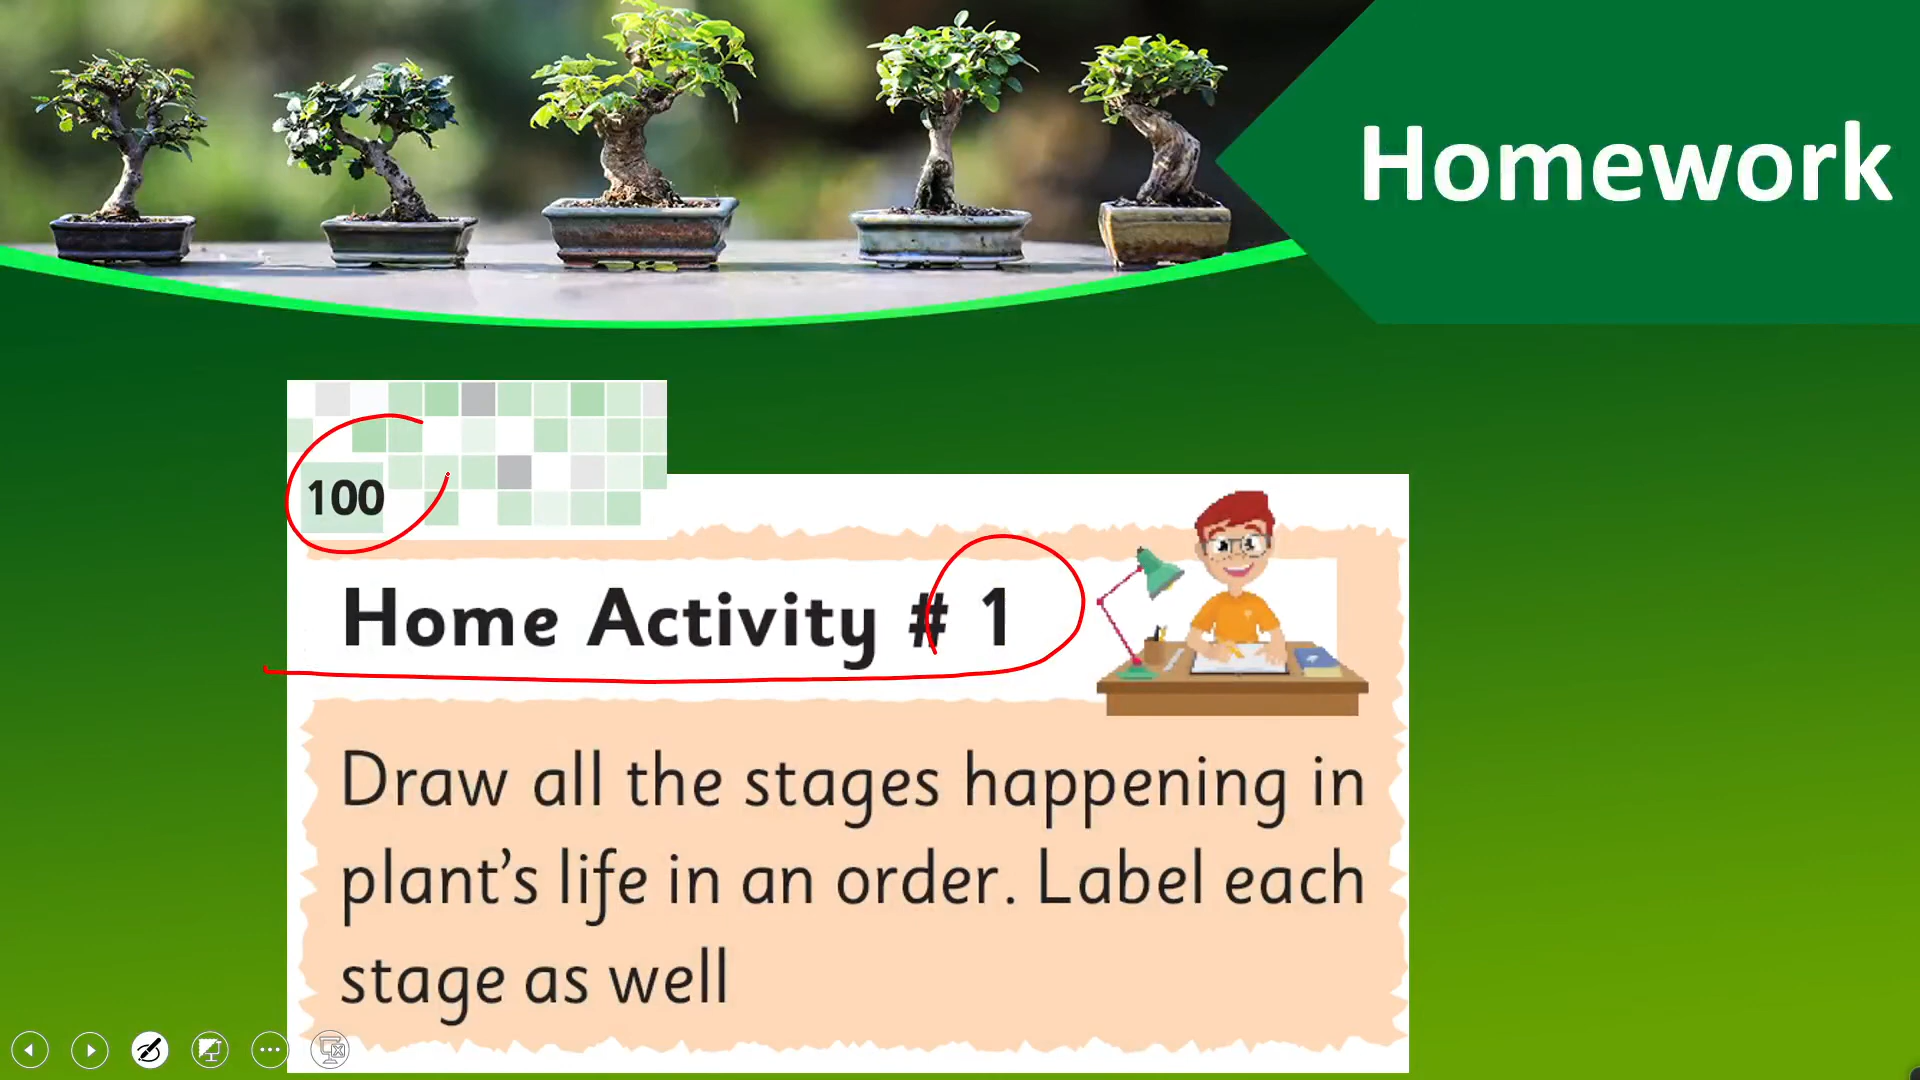 Homework
100
Home Activity # 1
Draw all the stages happening in
plant's life in an order. Label each
stage as well